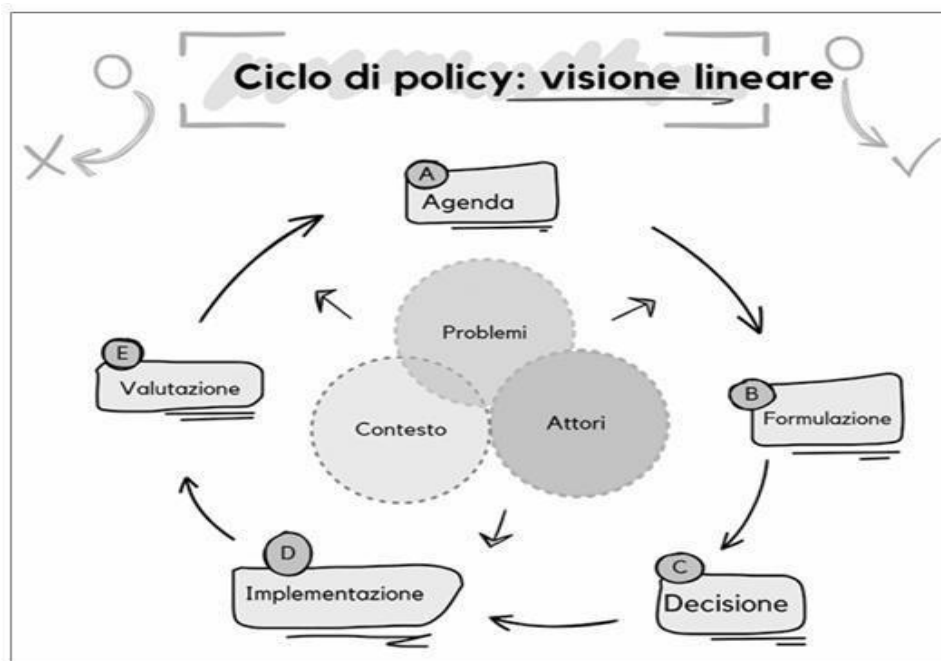 Ciclo di policy: visione lineare
A
Agenda
Problemi
E
Valutazione
B
Formulazione
Contesto
Attori
D
Implementazione
C
Decisione